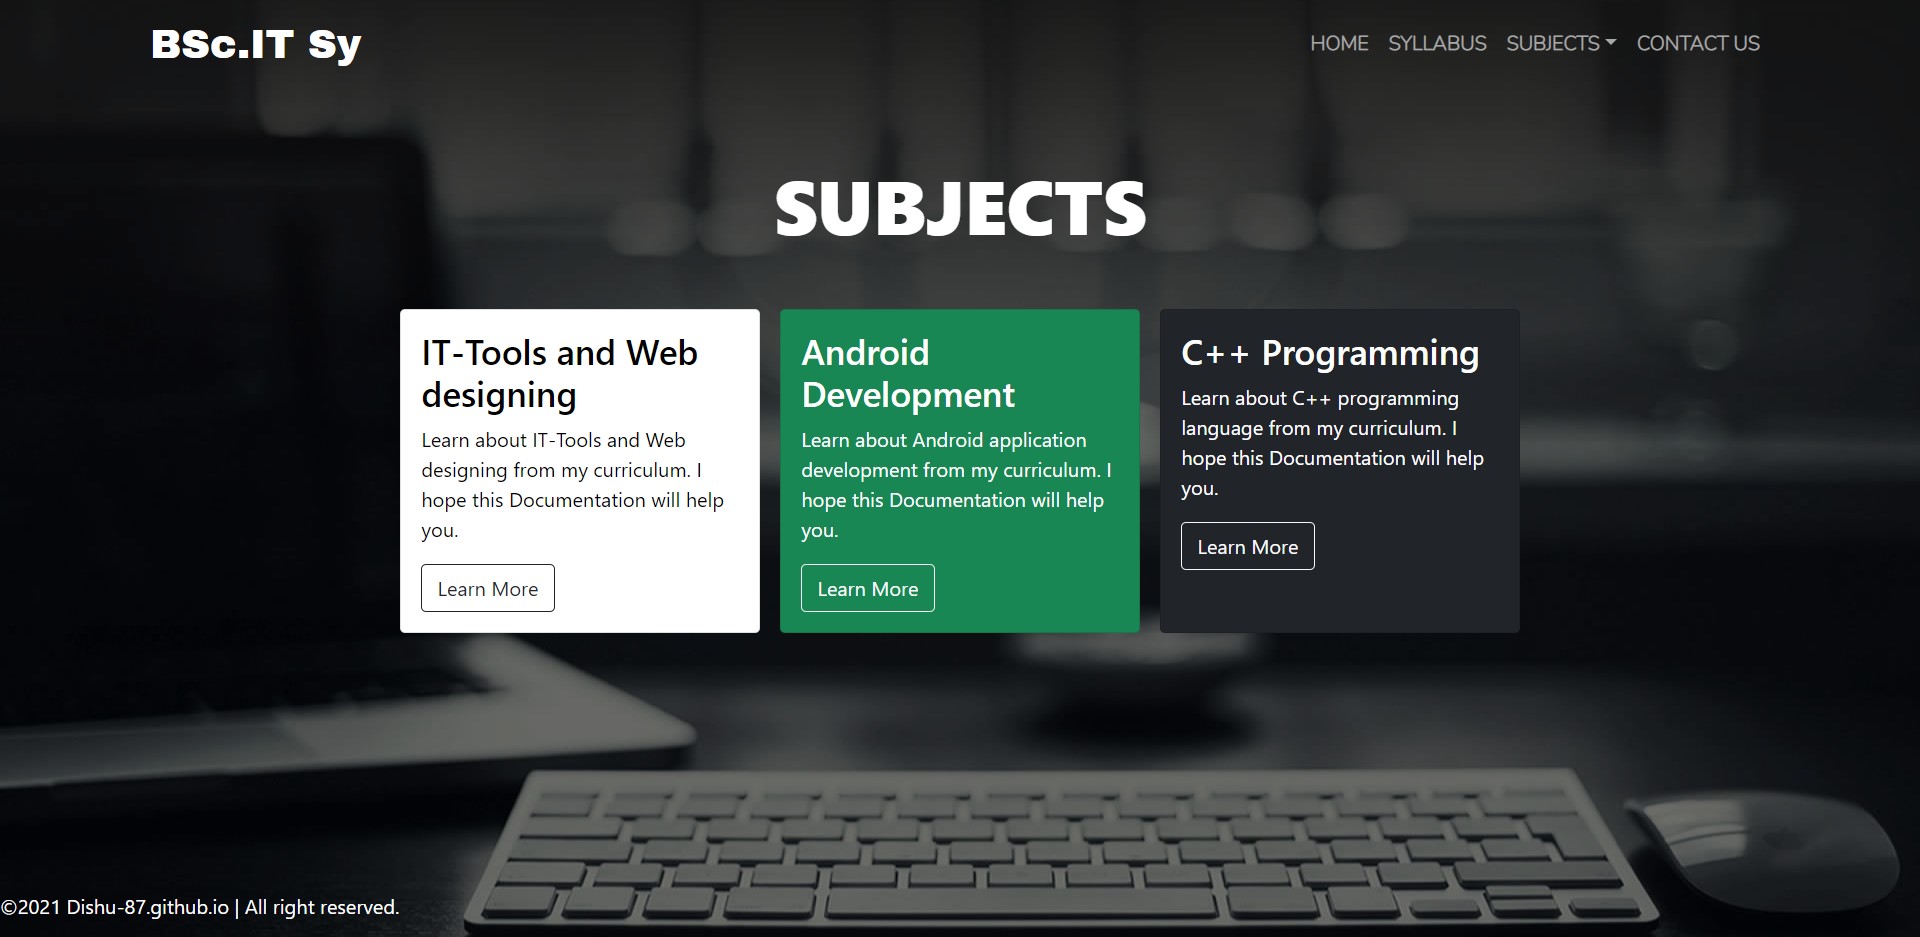 BSc.IT Sy
HOME SYLLABUS SUBJECTS CONTACT US
SUBJECTS
IT-Tools and Web
designing
Learn about IT-Tools and Web
designing from my curriculum. I
hope this Documentation will help
you.
Learn More
Android
Development
Learn about Android application
development from my curriculum. I
hope this Documentation will help
you.
Learn More
C++ Programming
Learn about C++ programming
language from my curriculum. I
hope this Documentation will help
you.
Learn More
©2021 Dishu-87.github.io | All right reserved.